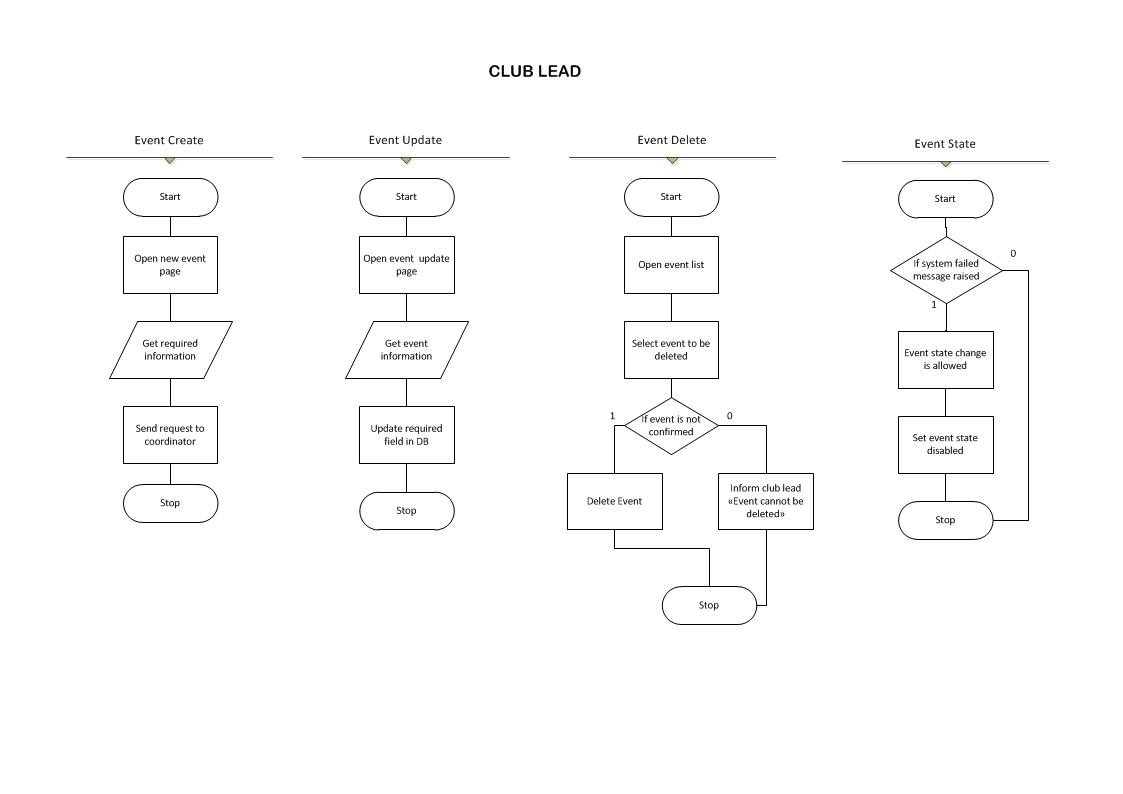 CLUB LEAD
Event Create
Start
Open new event
page
Get required
information
Send request to
coordinator
Stop
Event Update
Start
Open event  update
page
Get event
information
Update required
field in DB
Stop
Event Delete
Start
Open event list
Select event to be
deleted
1
If event is not
confirmed
0
Delete Event
Inform club lead
«Event cannot be
deleted»
Stop
Event State
Start
If system failed
message raised
0
1
Event state change
is allowed
Set event state
disabled
Stop